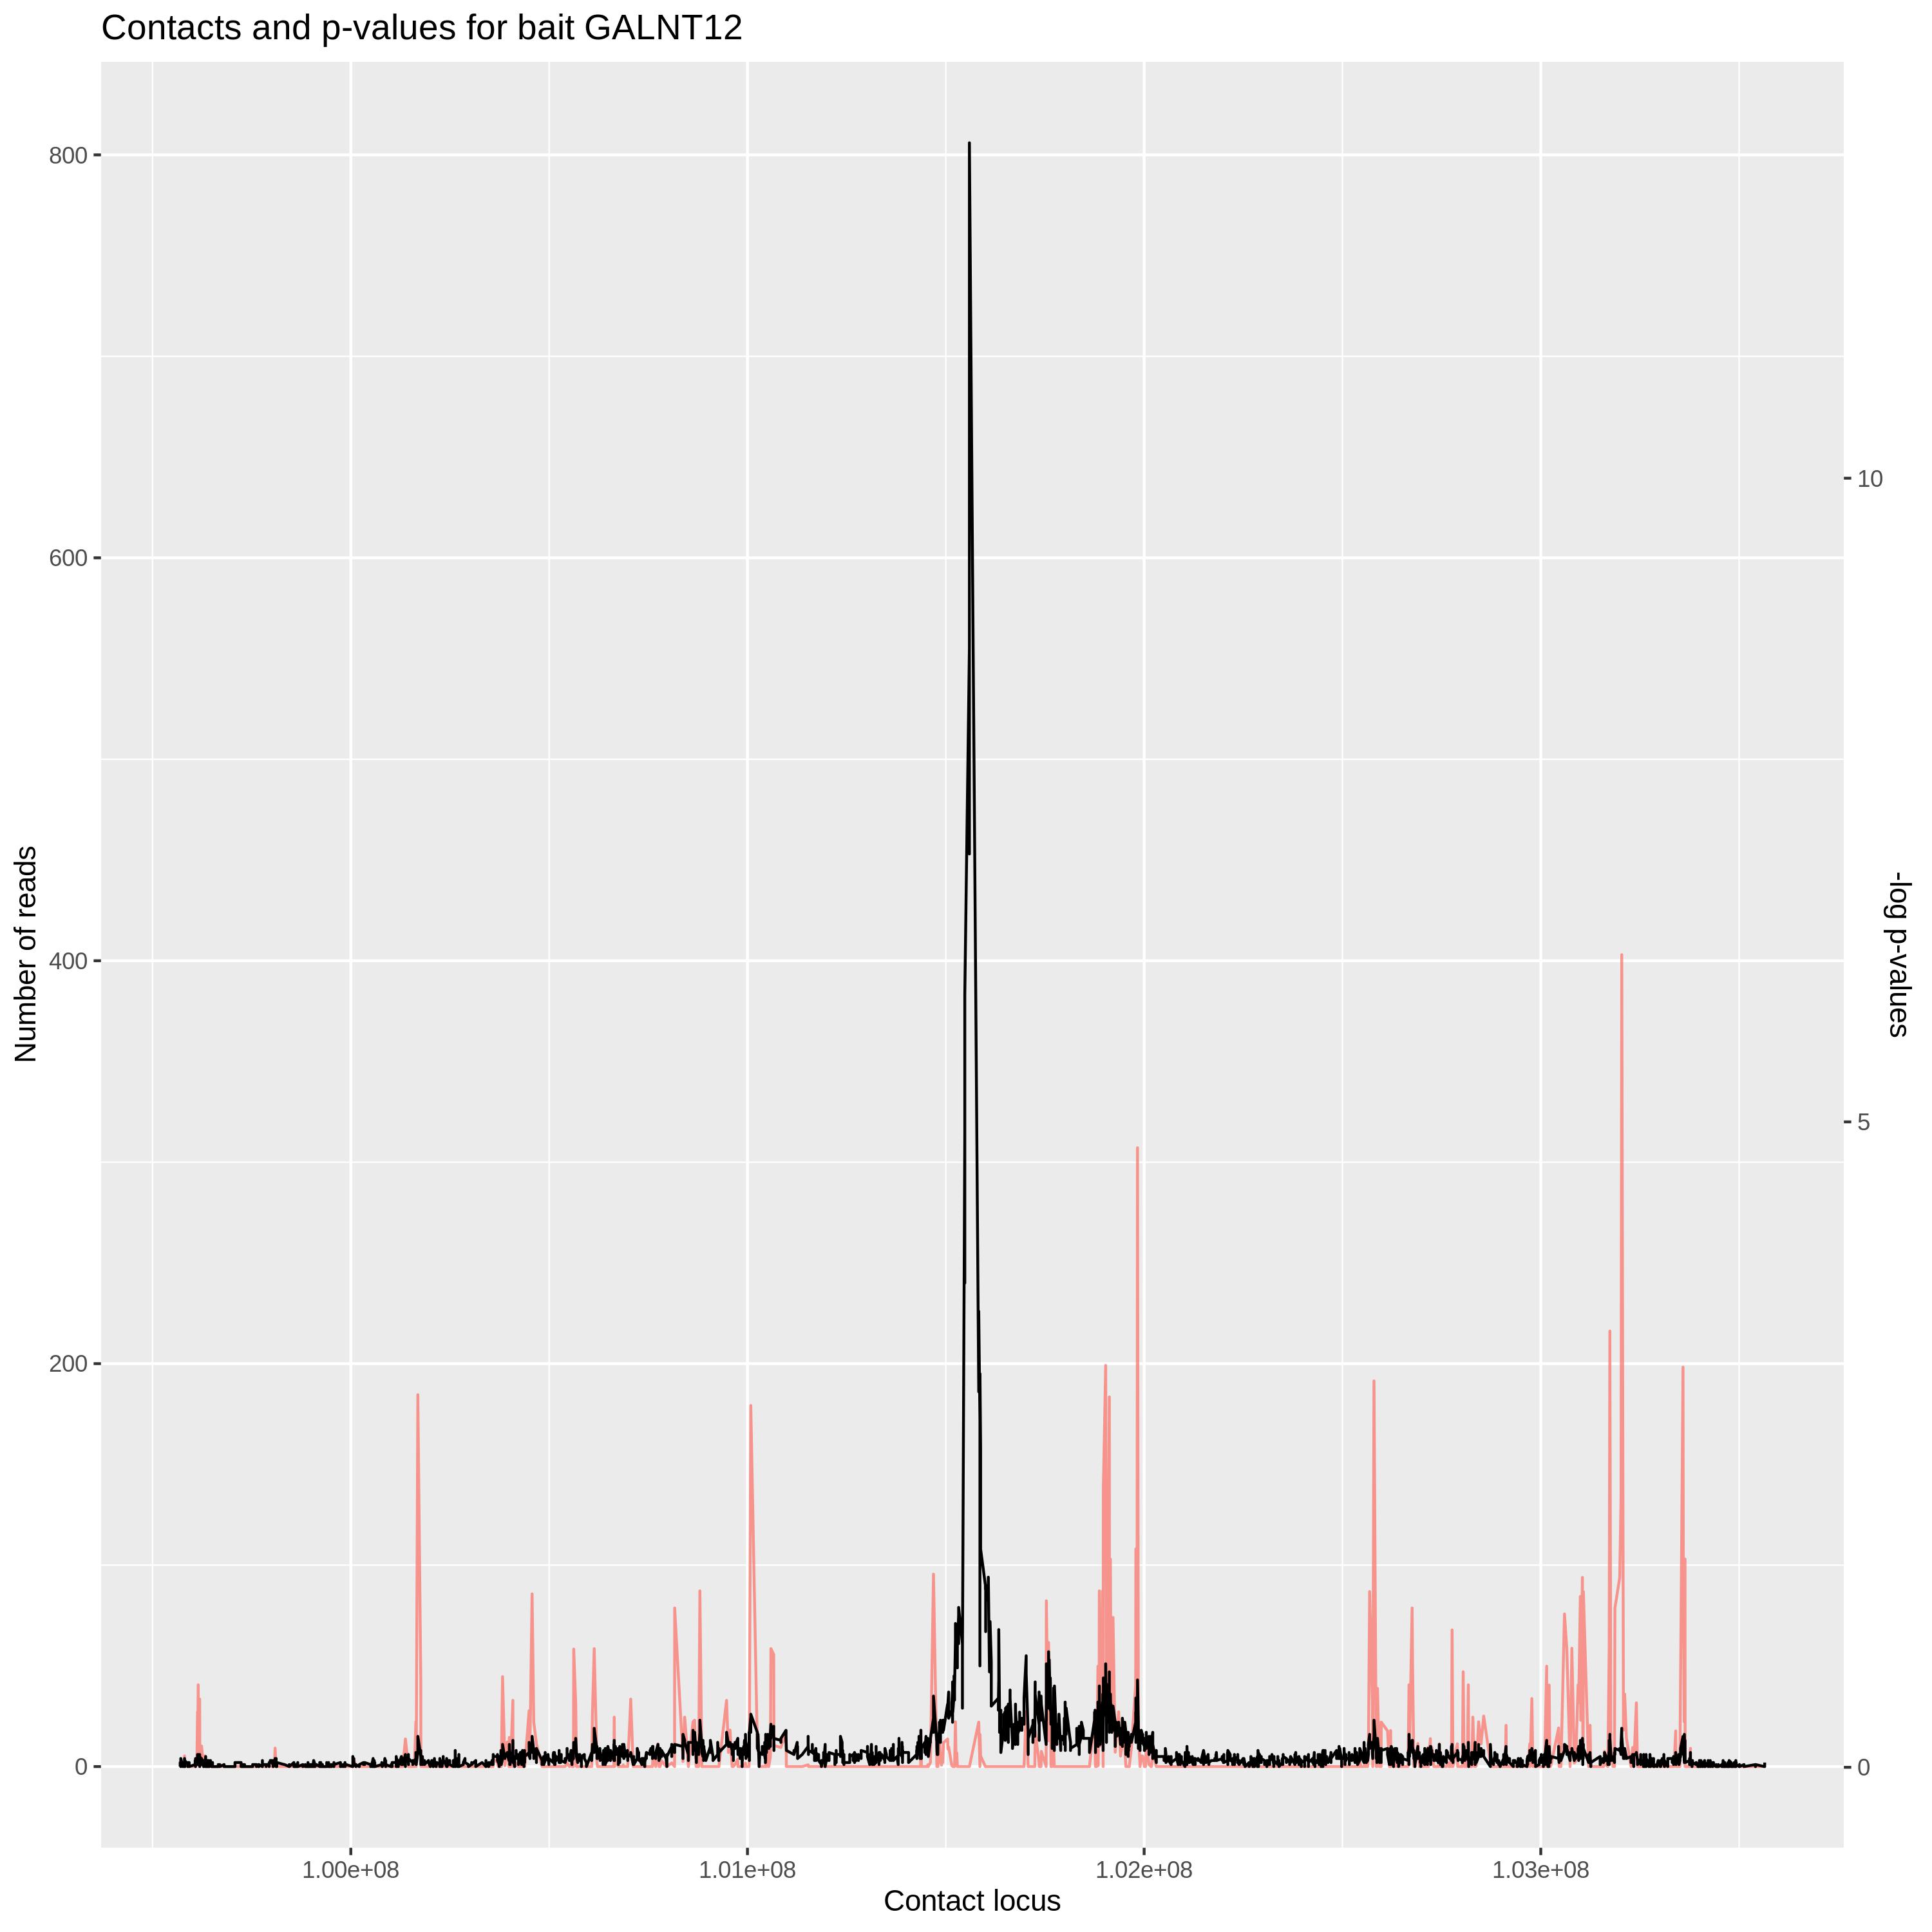 Contacts and p-values for bait GALNT12
800
600
400
200
0
Number of reads
10
5
0
-log p-values
1.00e+08
1.01e+08
1.02e+08
1.03e+08
Contact locus